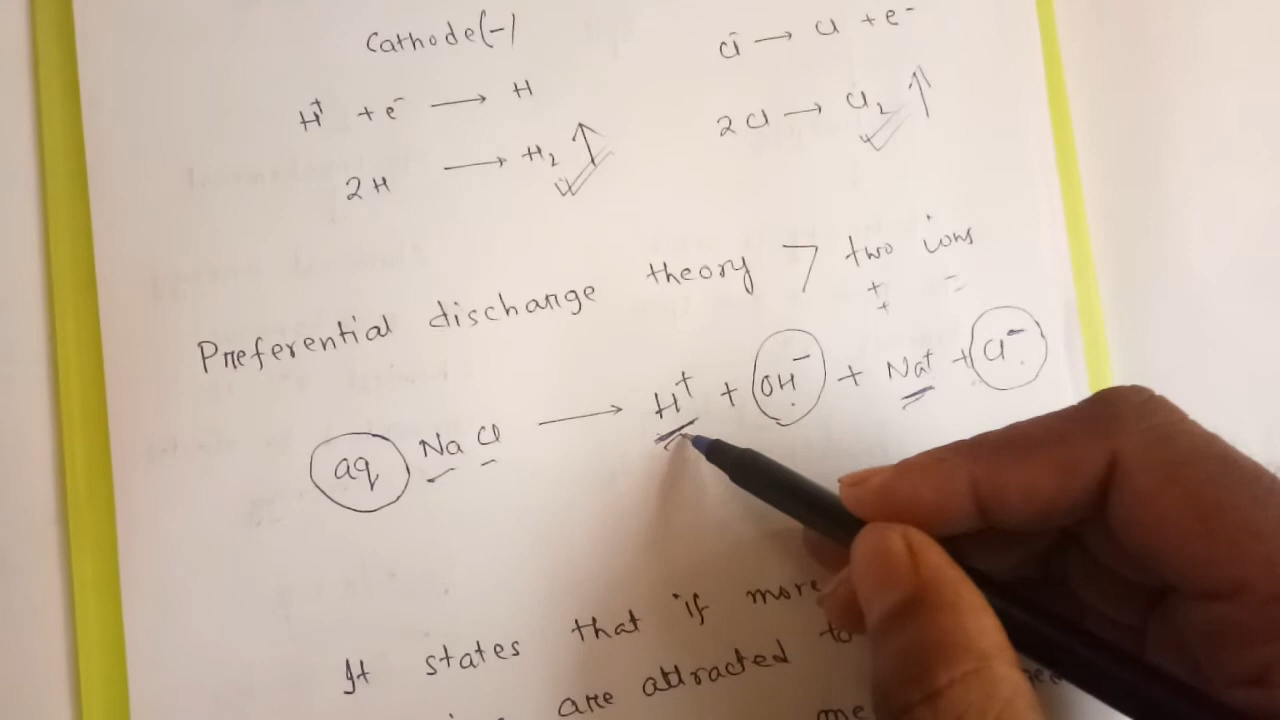 Cathode(-)
H⁺ + e⁻ → H
2H → H₂ ↑
Cl⁻ → Cl + e⁻
2Cl → Cl₂ ↑
Preferential discharge theory > two ions
+ =
+
aq NaCl → H⁺ + OH⁻ + Na⁺ + Cl⁻
It states that if more
are attracted to
me